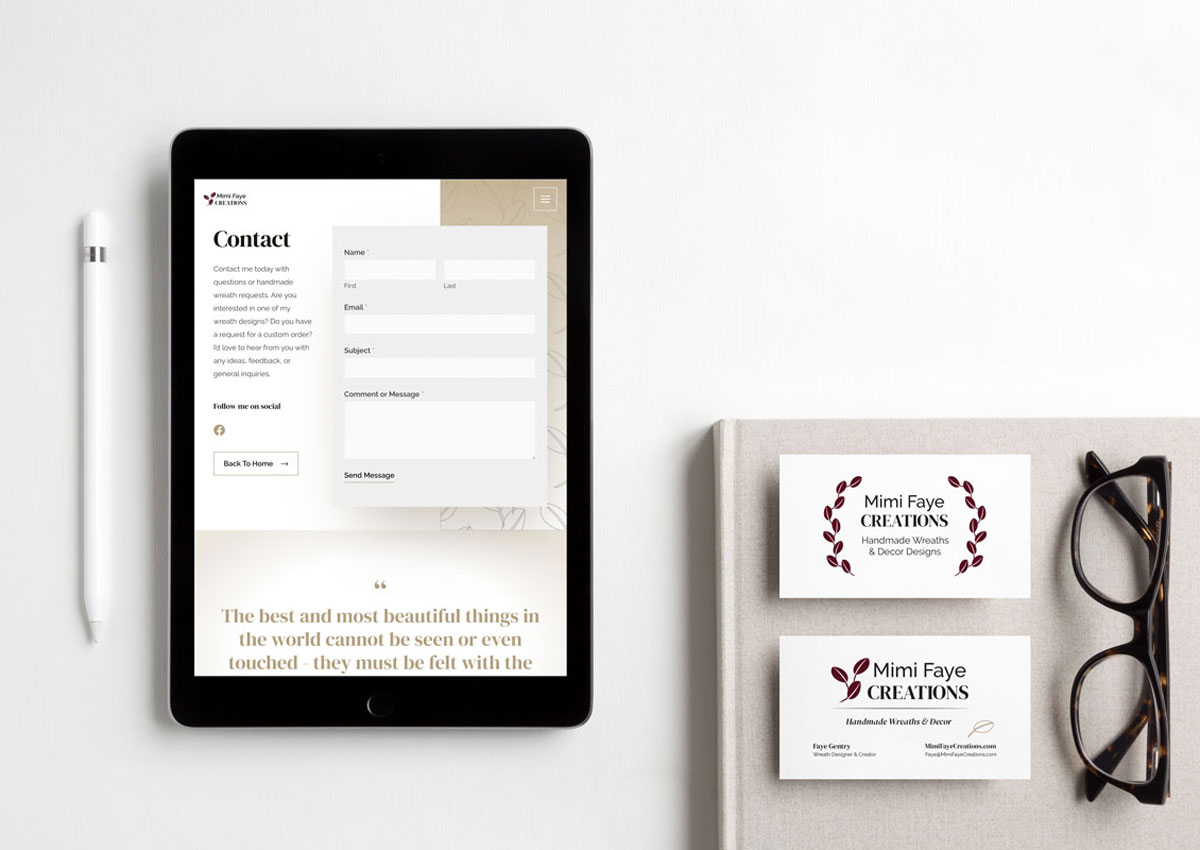 Mimi Faye
CREATIONS
Contact
Contact me today with
questions or handmade
wreath requests. Are you
interested in one of my
wreath designs? Do you have
a request for a custom order?
I'd love to hear from you with
any ideas, feedback, or
general inquiries.
Follow me on social
Back To Home →
Name *
First Last
Email *
Subject *
Comment or Message *
Send Message
“
The best and most beautiful things in
the world cannot be seen or even
touched - they must be felt with the
Mimi Faye
CREATIONS
Handmade Wreaths
& Decor Designs
Mimi Faye
CREATIONS
Handmade Wreaths & Decor
Faye Gentry
Wreath Designer & Creator
MimiFayeCreations.com
Faye@MimiFayeCreations.com